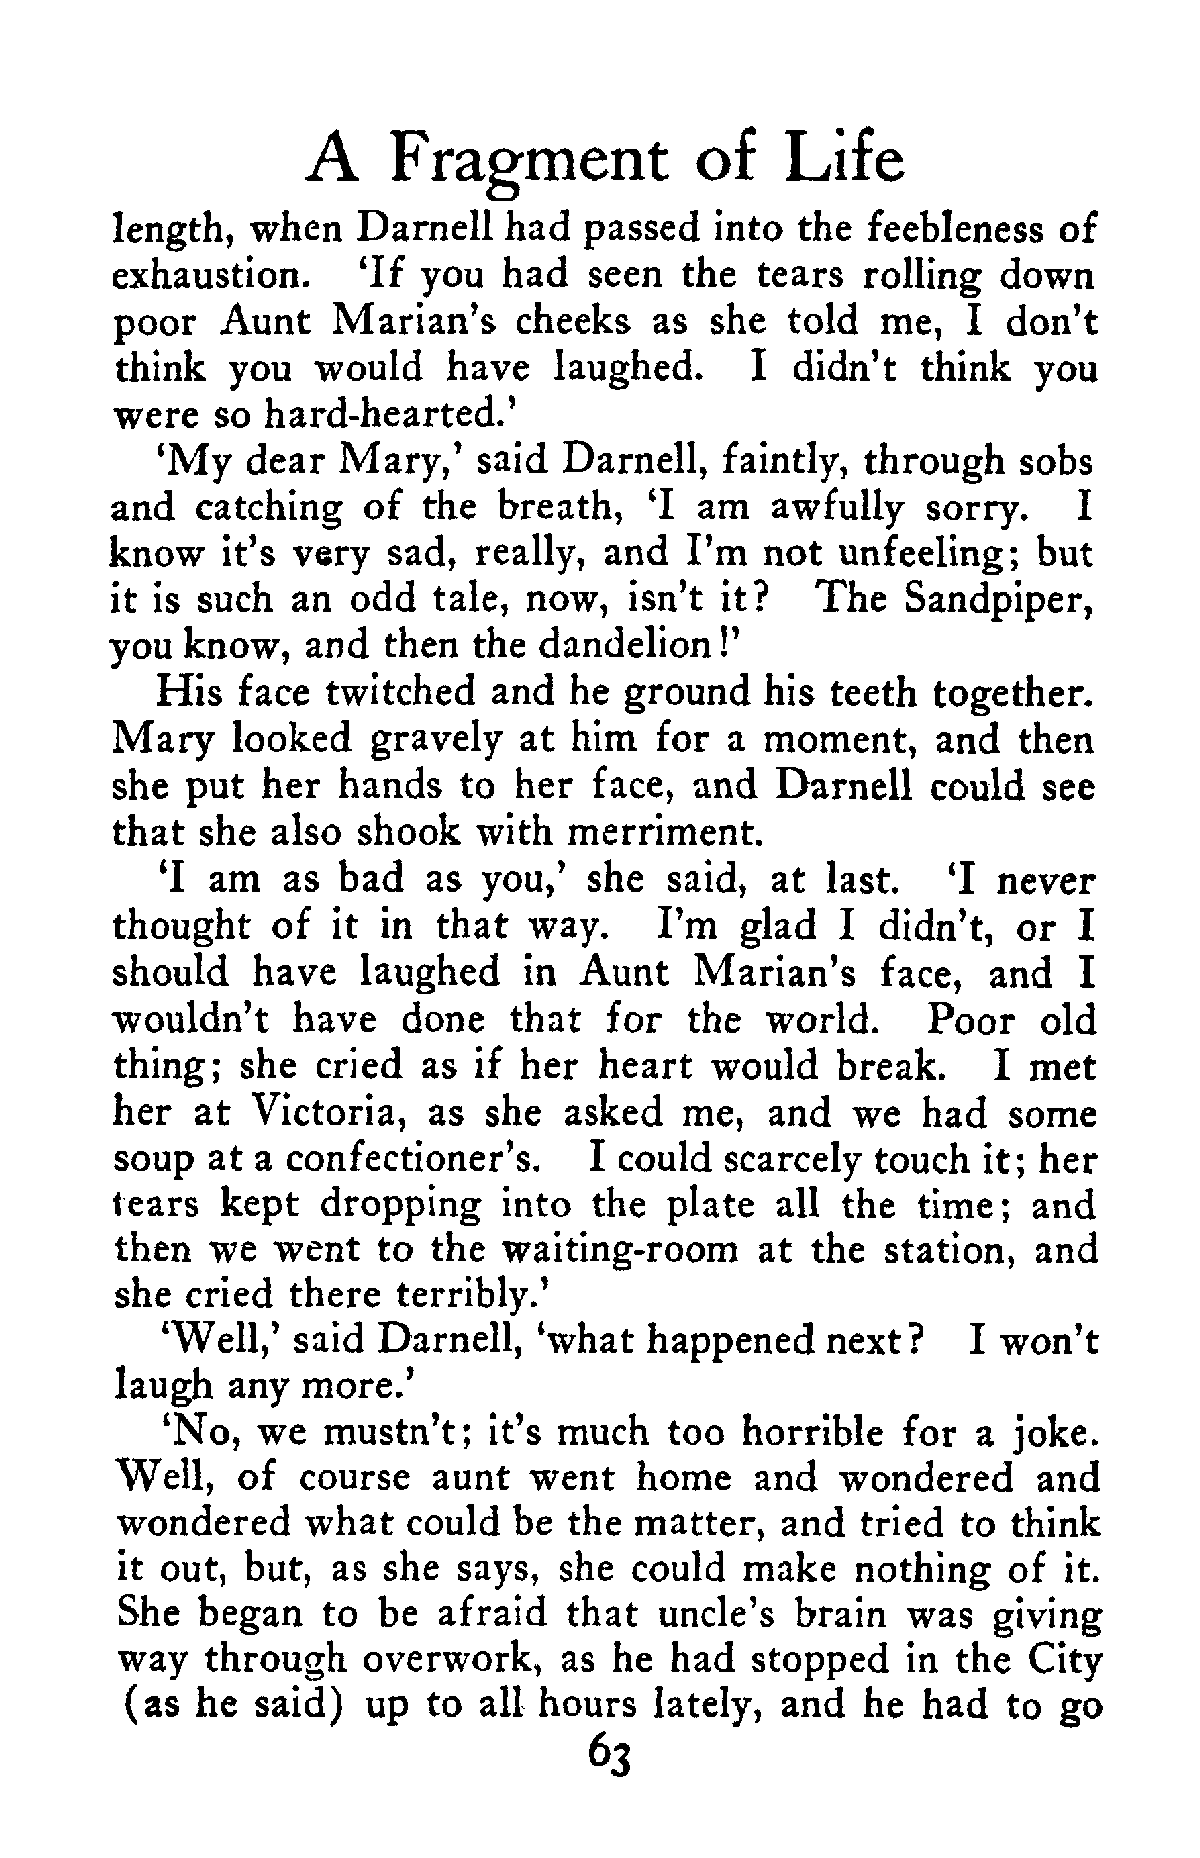 A Fragment of Life
length, when Darnell had passed into the feebleness of
exhaustion. ‘If you had seen the tears rolling down
poor Aunt Marian’s cheeks as she told me, I don’t
think you would have laughed. I didn’t think you
were so hard-hearted.’
‘My dear Mary,’ said Darnell, faintly, through sobs
and catching of the breath, ‘I am awfully sorry. I
know it’s very sad, really, and I’m not unfeeling; but
it is such an odd tale, now, isn’t it? The Sandpiper,
you know, and then the dandelion!’
His face twitched and he ground his teeth together.
Mary looked gravely at him for a moment, and then
she put her hands to her face, and Darnell could see
that she also shook with merriment.
‘I am as bad as you,’ she said, at last. ‘I never
thought of it in that way. I’m glad I didn’t, or I
should have laughed in Aunt Marian’s face, and I
wouldn’t have done that for the world. Poor old
thing; she cried as if her heart would break. I met
her at Victoria, as she asked me, and we had some
soup at a confectioner’s. I could scarcely touch it; her
tears kept dropping into the plate all the time; and
then we went to the waiting-room at the station, and
she cried there terribly.’
‘Well,’ said Darnell, ‘what happened next? I won’t
laugh any more.’
‘No, we mustn’t; it’s much too horrible for a joke.
Well, of course aunt went home and wondered and
wondered what could be the matter, and tried to think
it out, but, as she says, she could make nothing of it.
She began to be afraid that uncle’s brain was giving
way through overwork, as he had stopped in the City
(as he said) up to all hours lately, and he had to go
63